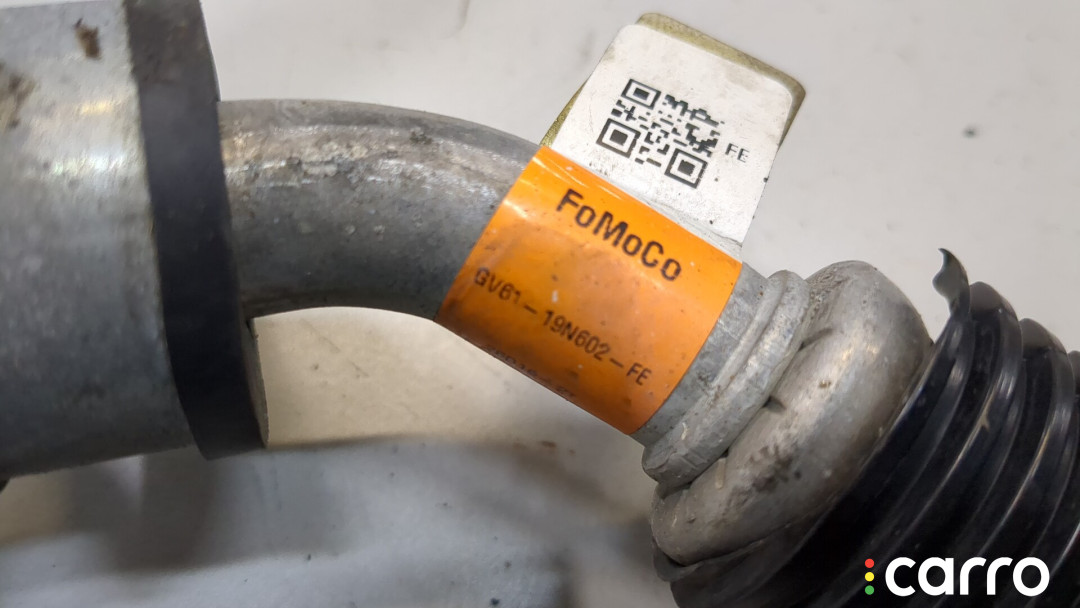 FE
FoMoCo
GV61-19N602-FE
carro